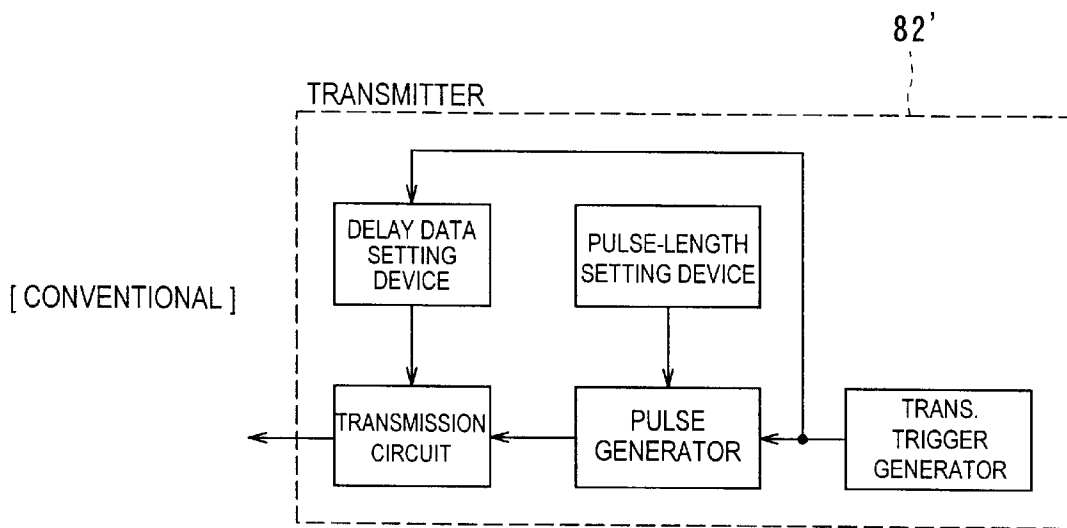 82'
TRANSMITTER
DELAY DATA
SETTING
DEVICE
PULSE-LENGTH
SETTING DEVICE
[ CONVENTIONAL ]
TRANSMISSION
CIRCUIT
PULSE
GENERATOR
TRANS.
TRIGGER
GENERATOR